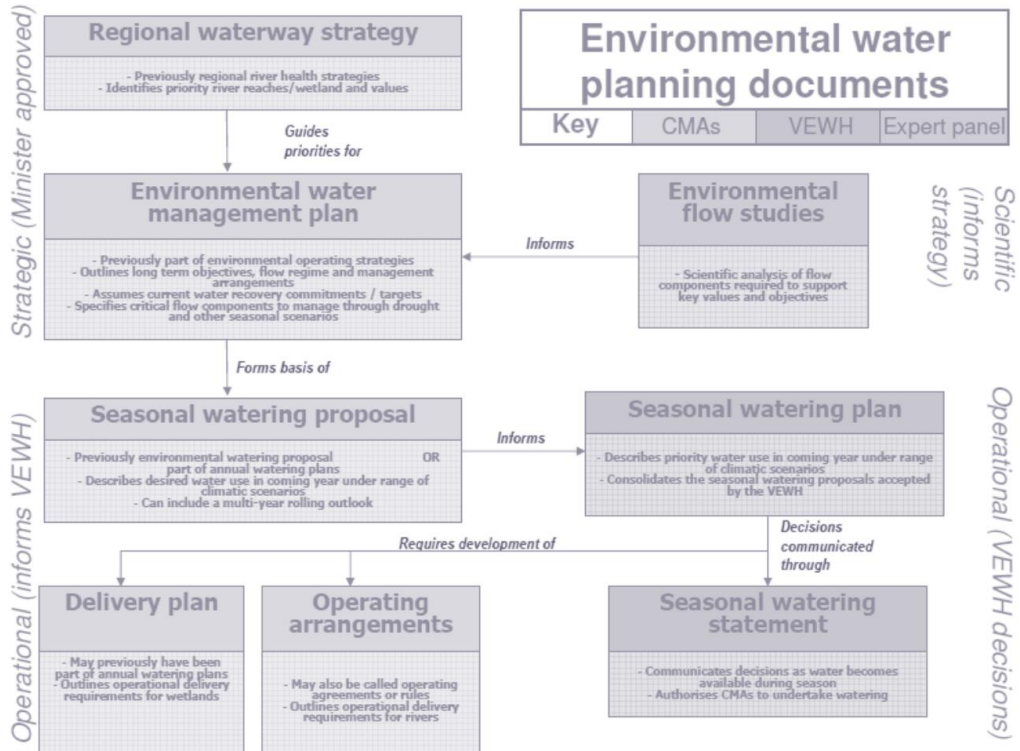 Strategic (Minister approved)
Regional waterway strategy
- Previously regional river health strategies
- Identifies priority river reaches/wetland and values
Environmental water
planning documents
Key
CMAs
VEWH
Expert panel
Guides
priorities for
Environmental water
management plan
- Previously part of environmental operating strategies
- Outlines long term objectives, flow regime and management
arrangements
- Assumes current water recovery commitments / targets
- Specifies critical flow components to manage through drought
and other seasonal scenarios
Informs
Environmental
flow studies
- Scientific analysis of flow
components required to support
key values and objectives
Scientific
(informs
strategy)
Forms basis of
Operational (informs VEWH)
Seasonal watering proposal
- Previously environmental watering proposal OR
part of annual watering plans
- Describes desired water use in coming year under range of
climatic scenarios
- Can include a multi-year rolling outlook
Informs
Seasonal watering plan
- Describes priority water use in coming year under range
of climatic scenarios
- Consolidates the seasonal watering proposals accepted
by the VEWH
Operational (VEWH decisions)
Requires development of
Decisions
communicated
through
Delivery plan
- May previously have been
part of annual watering plans
- Outlines operational delivery
requirements for wetlands
Operating
arrangements
- May also be called operating
agreements or rules
- Outlines operational delivery
requirements for rivers
Seasonal watering
statement
- Communicates decisions as water becomes
available during season
- Authorises CMAs to undertake watering